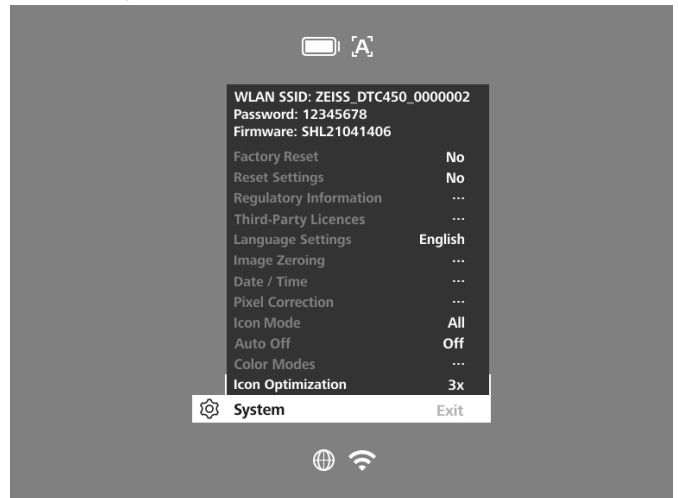 [A]
WLAN SSID: ZEISS_DTC450_0000002
Password: 12345678
Firmware: SHL21041406
Factory Reset No
Reset Settings No
Regulatory Information ...
Third-Party Licences ...
Language Settings English
Image Zeroing ...
Date / Time ...
Pixel Correction ...
Icon Mode All
Auto Off Off
Color Modes ...
Icon Optimization 3x
System Exit